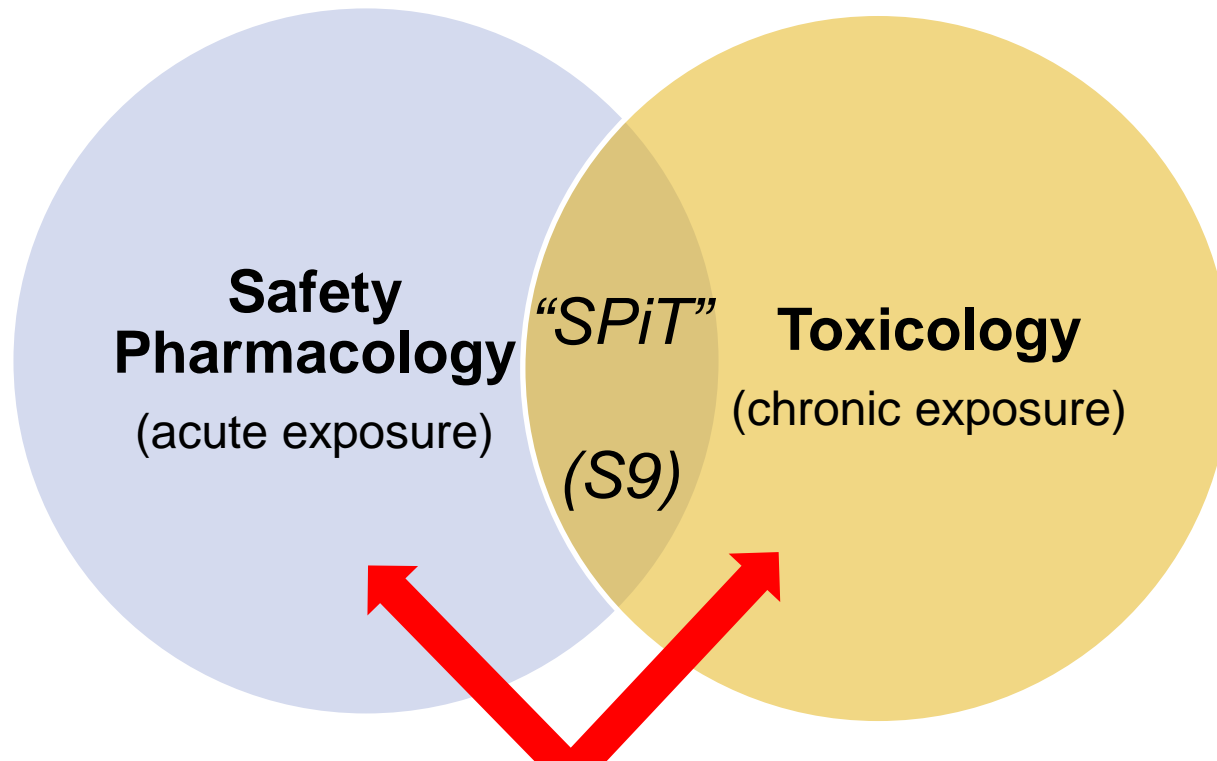 Safety
Pharmacology
(acute exposure)
“SPiT”
(S9)
Toxicology
(chronic exposure)